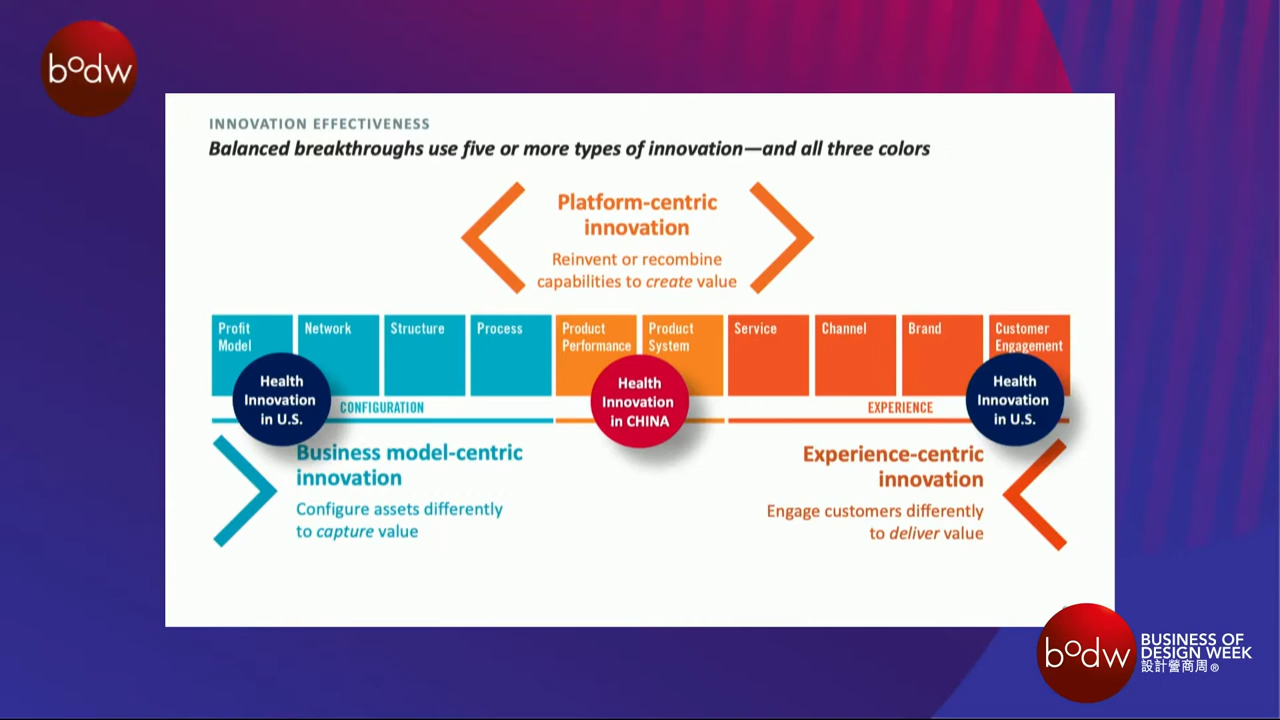 bodw
INNOVATION EFFECTIVENESS
Balanced breakthroughs use five or more types of innovation—and all three colors
Platform-centric
innovation
Reinvent or recombine
capabilities to create value
Profit
Model
Network
Structure
Process
Product
Performance
Product
System
Service
Channel
Brand
Customer
Engagement
Health
Innovation
in U.S.
CONFIGURATION
Health
Innovation
in CHINA
EXPERIENCE
Health
Innovation
in U.S.
Business model-centric
innovation
Configure assets differently
to capture value
Experience-centric
innovation
Engage customers differently
to deliver value
bodw
BUSINESS OF
DESIGN WEEK
設計營商周®